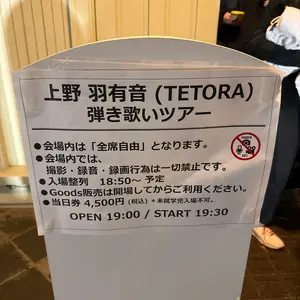 上野 羽有音 (TETORA)
弾き歌いツアー
●会場内は「全席自由」となります。
●会場内では、
撮影・録音・録画行為は一切禁止です。
●入場整列 18:50～ 予定
●Goods販売は開場してからご利用ください。
●当日券 4,500円 (税込) *未就学児入場不可。
OPEN 19:00 / START 19:30